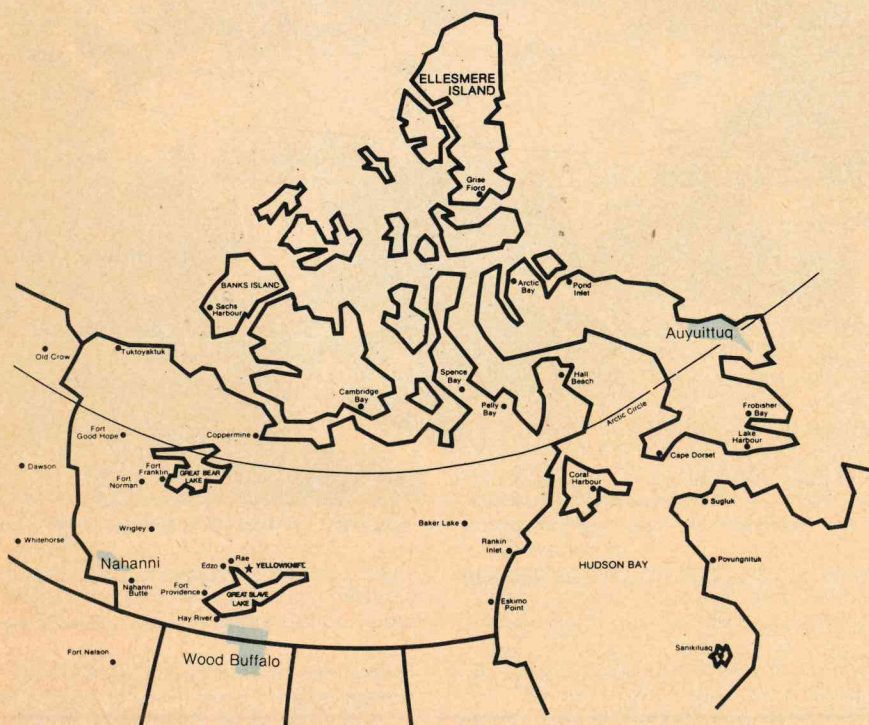 ELLESMERE
ISLAND
Grise
Fiord
BANKS ISLAND
Sachs
Harbour
Arctic
Bay
Pond
Inlet
Auyuittuq
Old Crow
Tuktoyaktuk
Spence
Bay
Hall
Beach
Cambridge
Bay
Pelly
Bay
Arctic Circle
Frobisher
Bay
Fort
Good Hope
Coppermine
Lake
Harbour
Cape Dorset
Dawson
Fort
Franklin
GREAT BEAR
LAKE
Fort
Norman
Coral
Harbour
Sugluk
Wrigley
Baker Lake
Whitehorse
Rankin
Inlet
Nahanni
Edzo
Rae
YELLOWKNIFE
HUDSON BAY
Povungnituk
Nahanni
Butte
Fort
Providence
GREAT SLAVE
LAKE
Eskimo
Point
Hay River
Fort Nelson
Wood Buffalo
Sanikiluaq